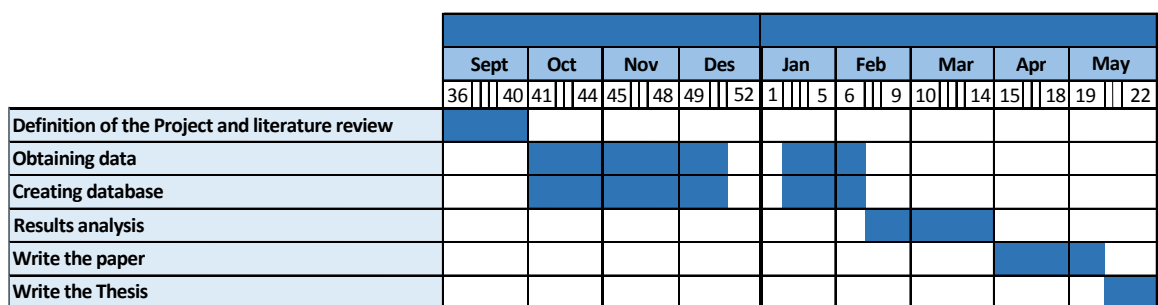 Sept Oct Nov Des Jan Feb Mar Apr May
36 40 41 44 45 48 49 52 1 5 6 9 10 14 15 18 19 22
Definition of the Project and literature review
Obtaining data
Creating database
Results analysis
Write the paper
Write the Thesis